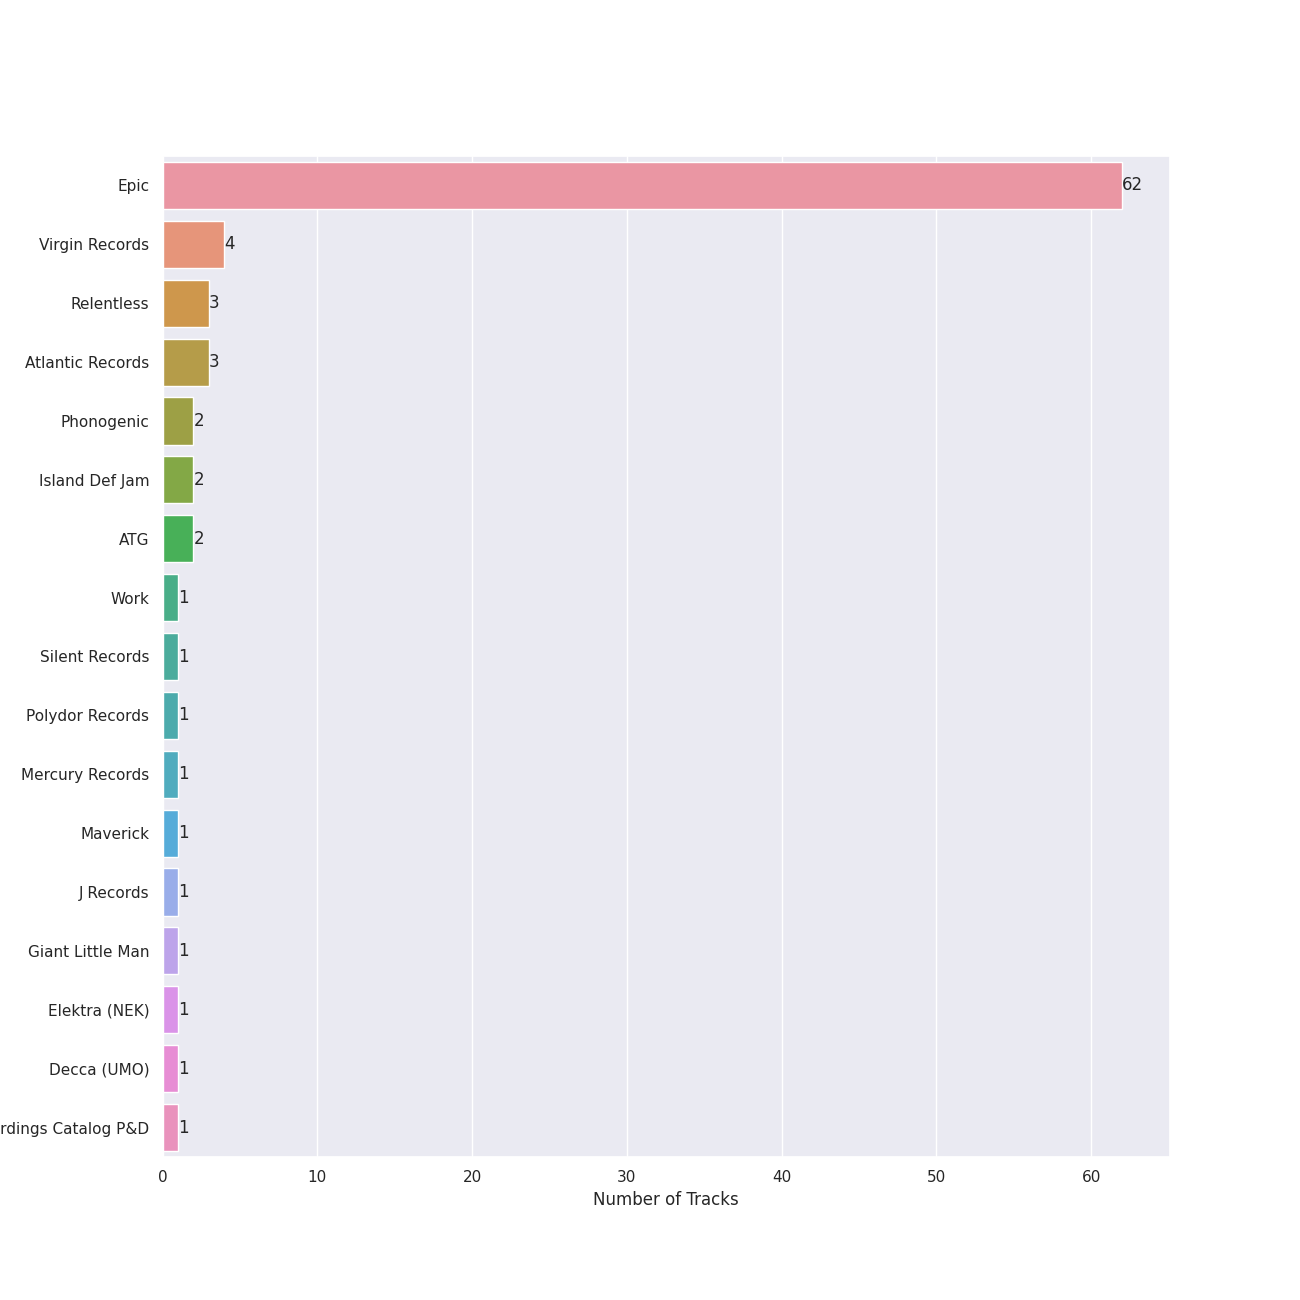 Epic 62
Virgin Records 4
Relentless 3
Atlantic Records 3
Phonogenic 2
Island Def Jam 2
ATG 2
Work 1
Silent Records 1
Polydor Records 1
Mercury Records 1
Maverick 1
J Records 1
Giant Little Man 1
Elektra (NEK) 1
Decca (UMO) 1
Catalog P&D 1
0 10 20 30 40 50 60
Number of Tracks